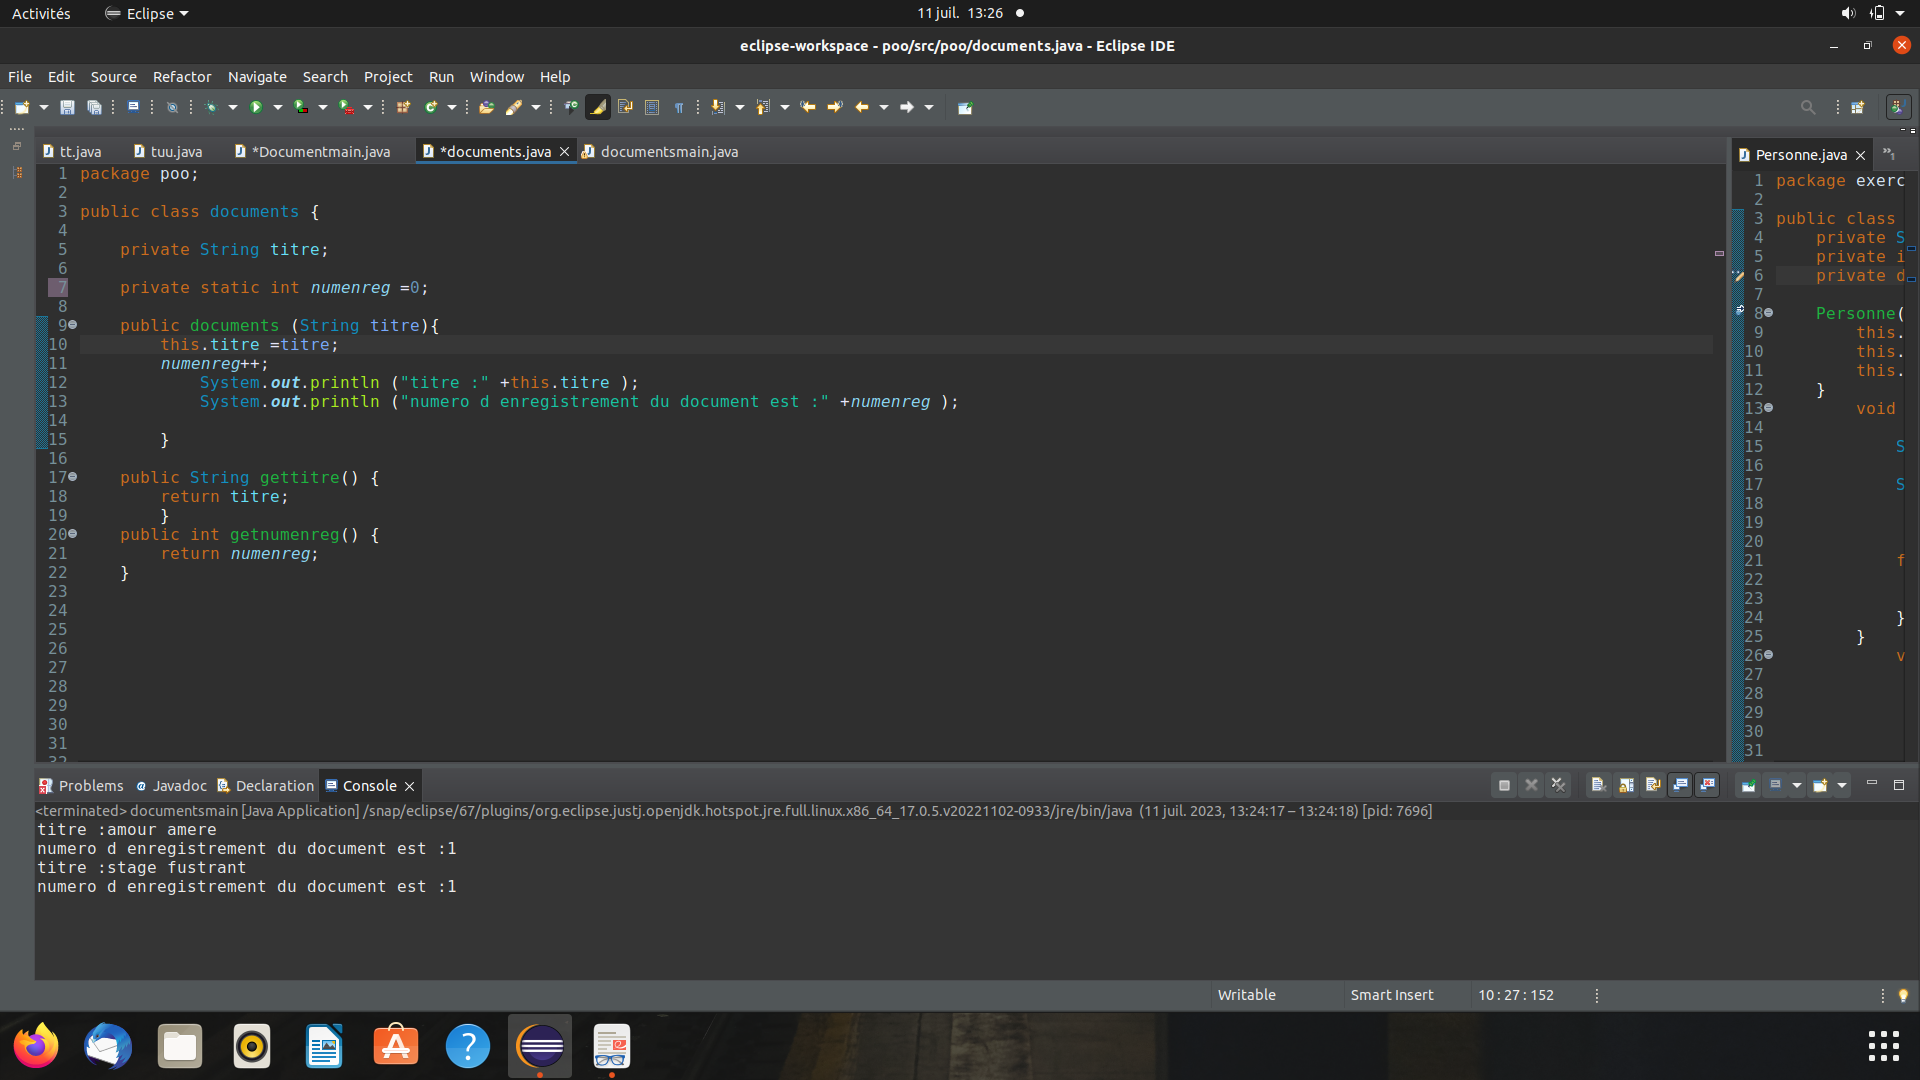 Activités Eclipse 11 juil. 13:26
eclipse-workspace - poo/src/poo/documents.java - Eclipse IDE
File Edit Source Refactor Navigate Search Project Run Window Help
tt.java tuu.java *Documentmain.java *documents.java documentsmain.java
1 package poo;
2
3 public class documents {
4
5 private String titre;
6
7 private static int numenreg =0;
8
9 public documents (String titre){
10 this.titre =titre;
11 numenreg++;
12 System.out.println ("titre :" +this.titre );
13 System.out.println ("numero d enregistrement du document est :" +numenreg );
14
15 }
16
17 public String gettitre() {
18 return titre;
19 }
20 public int getnumenreg() {
21 return numenreg;
22 }
23
24
25
26
27
28
29
30
31
32
Personne.java »1
1 package exerc
2
3 public class
4 private S
5 private i
6 private d
7
8 Personne(
9 this.
10 this.
11 this.
12 }
13 void
14
15 S
16
17 S
18
19
20
21 f
22
23
24 }
25 }
26 v
27
28
29
30
31
Problems Javadoc Declaration Console
<terminated> documentsmain [Java Application] /snap/eclipse/67/plugins/org.eclipse.justj.openjdk.hotspot.jre.full.linux.x86_64_17.0.5.v20221102-0933/jre/bin/java (11 juil. 2023, 13:24:17 – 13:24:18) [pid: 7696]
titre :amour amere
numero d enregistrement du document est :1
titre :stage fustrant
numero d enregistrement du document est :1
Writable Smart Insert 10 : 27 : 152